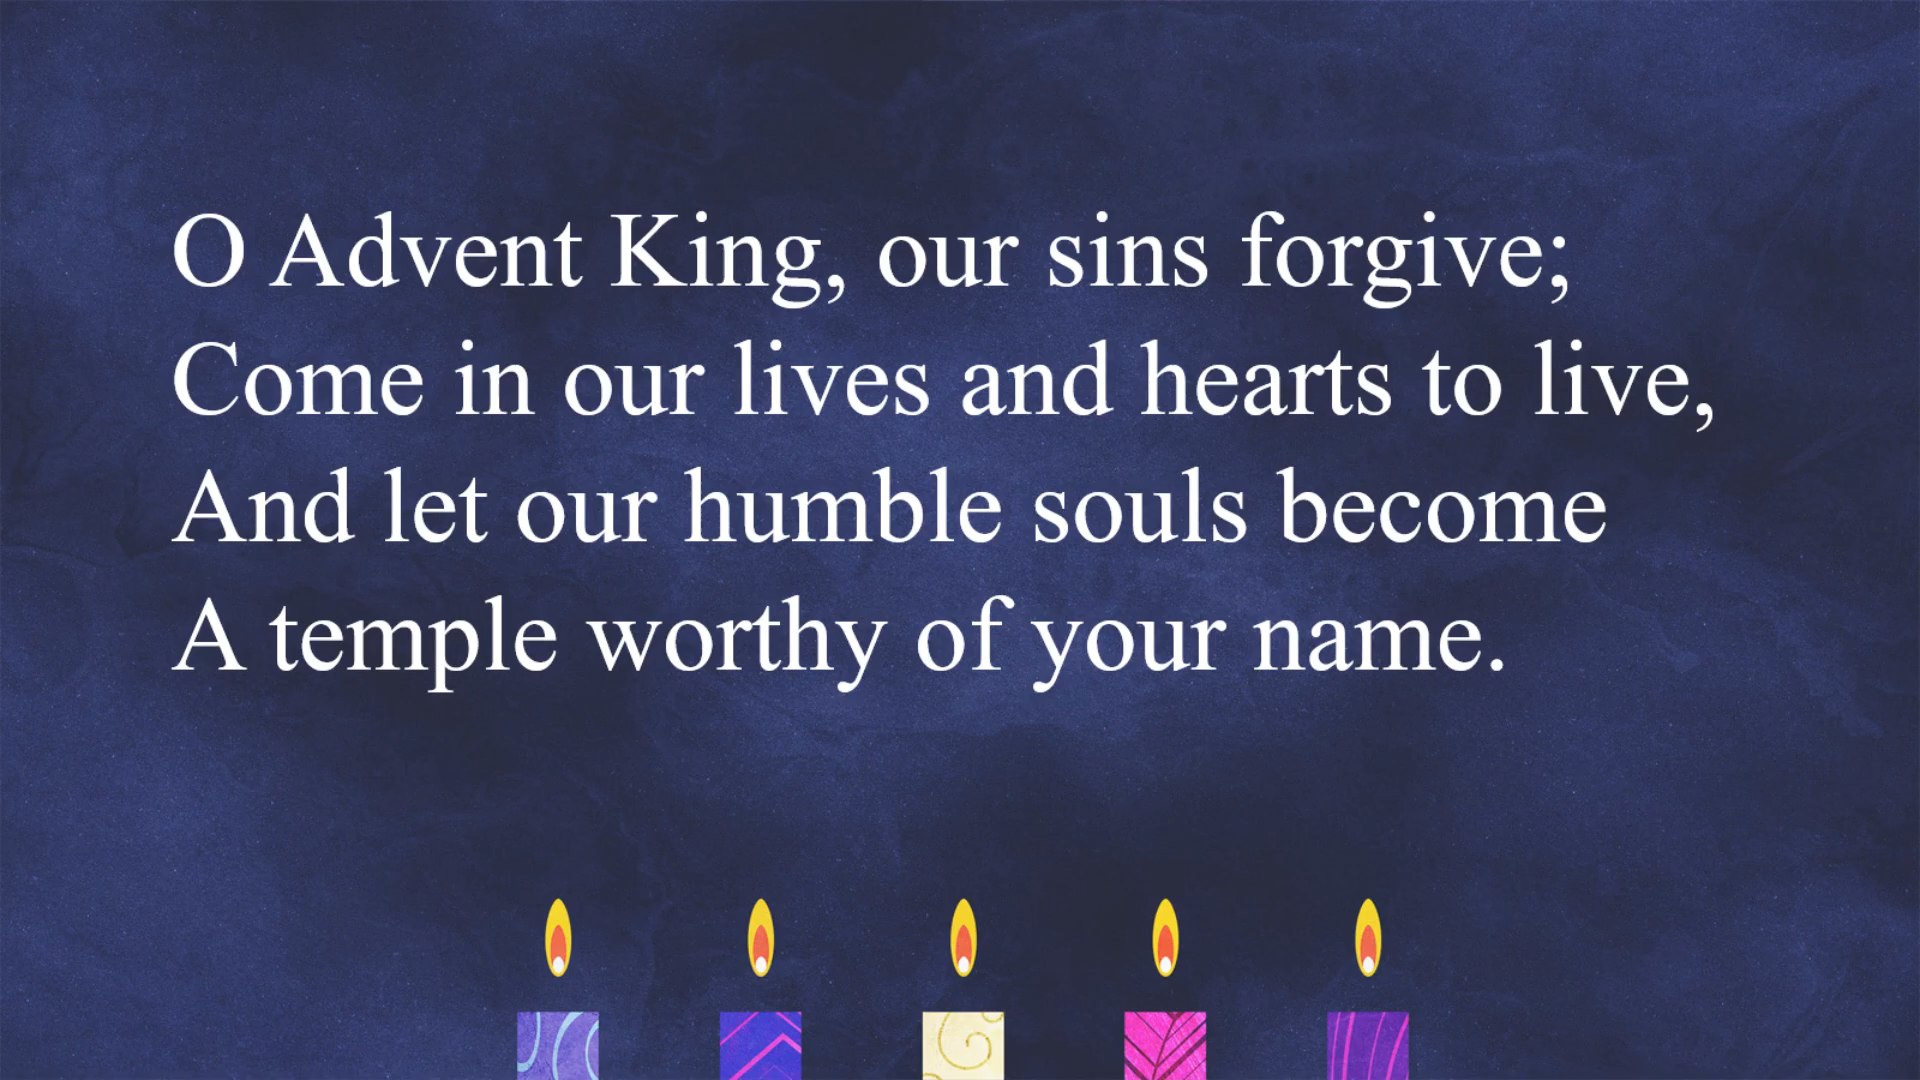 O Advent King, our sins forgive;
Come in our lives and hearts to live,
And let our humble souls become
A temple worthy of your name.